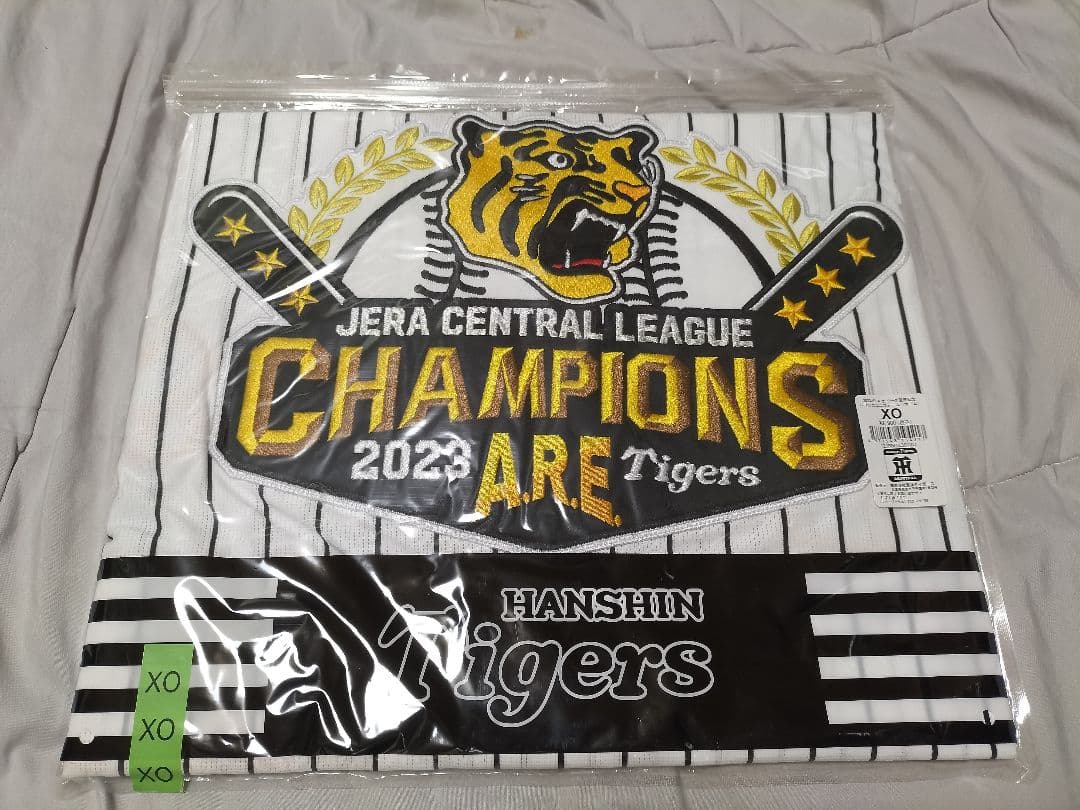 JERA CENTRAL LEAGUE
CHAMPIONS
2023 A.R.E. Tigers
XO
HANSHIN
Tigers
XO
XO
XO